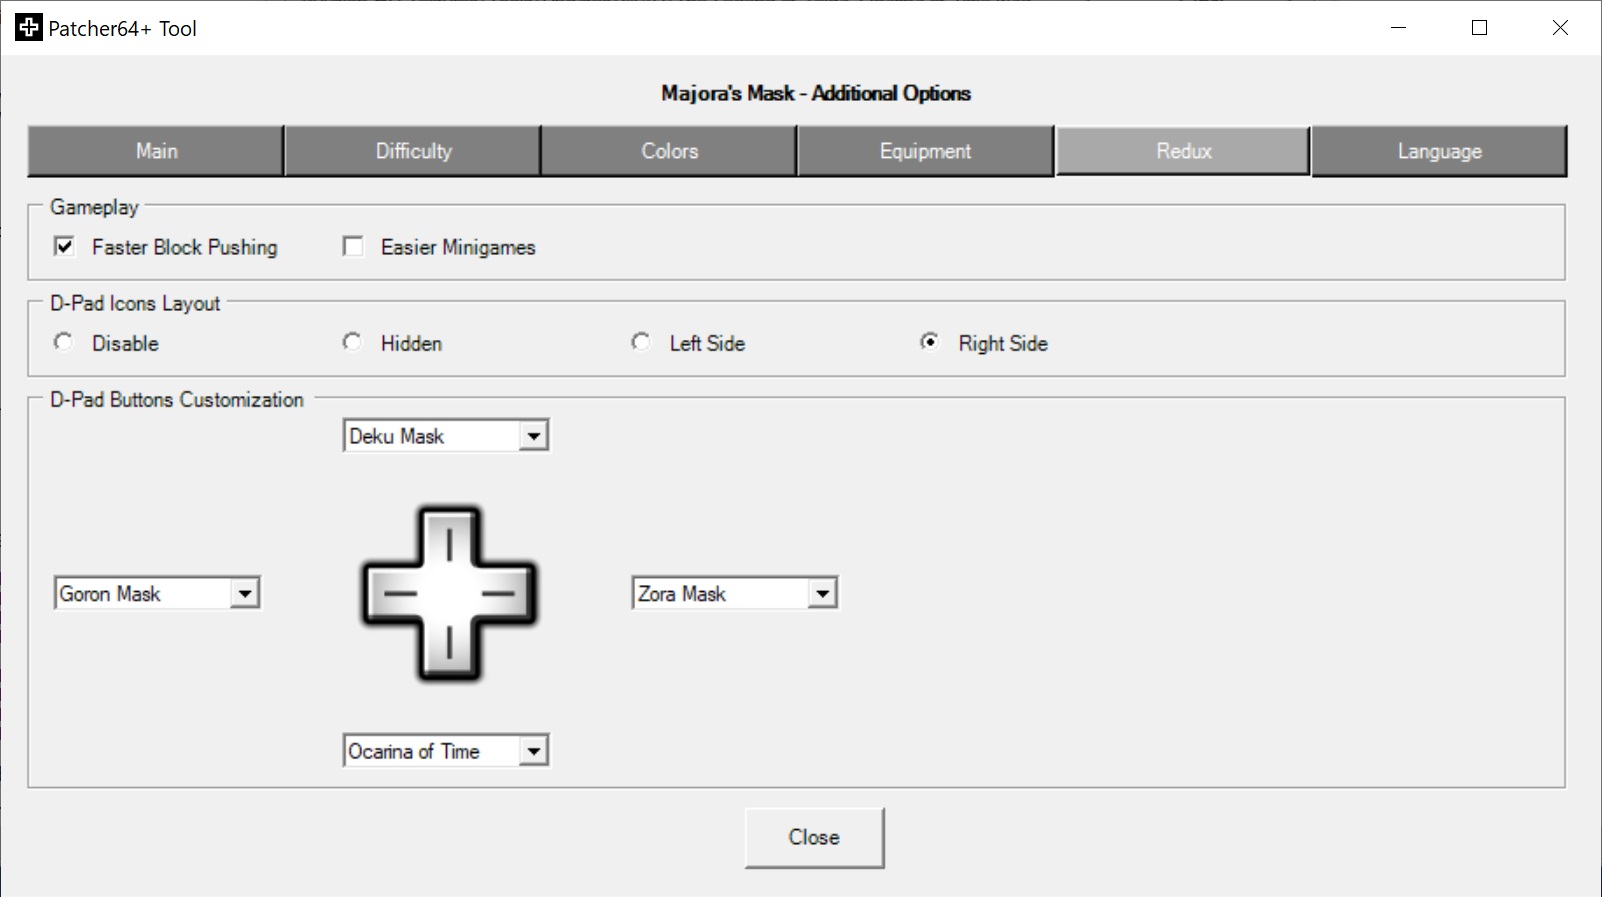 Patcher64+ Tool
Majora's Mask - Additional Options
Main Difficulty Colors Equipment Redux Language
Gameplay
Faster Block Pushing Easier Minigames
D-Pad Icons Layout
Disable Hidden Left Side Right Side
D-Pad Buttons Customization
Deku Mask
Goron Mask Zora Mask
Ocarina of Time
Close